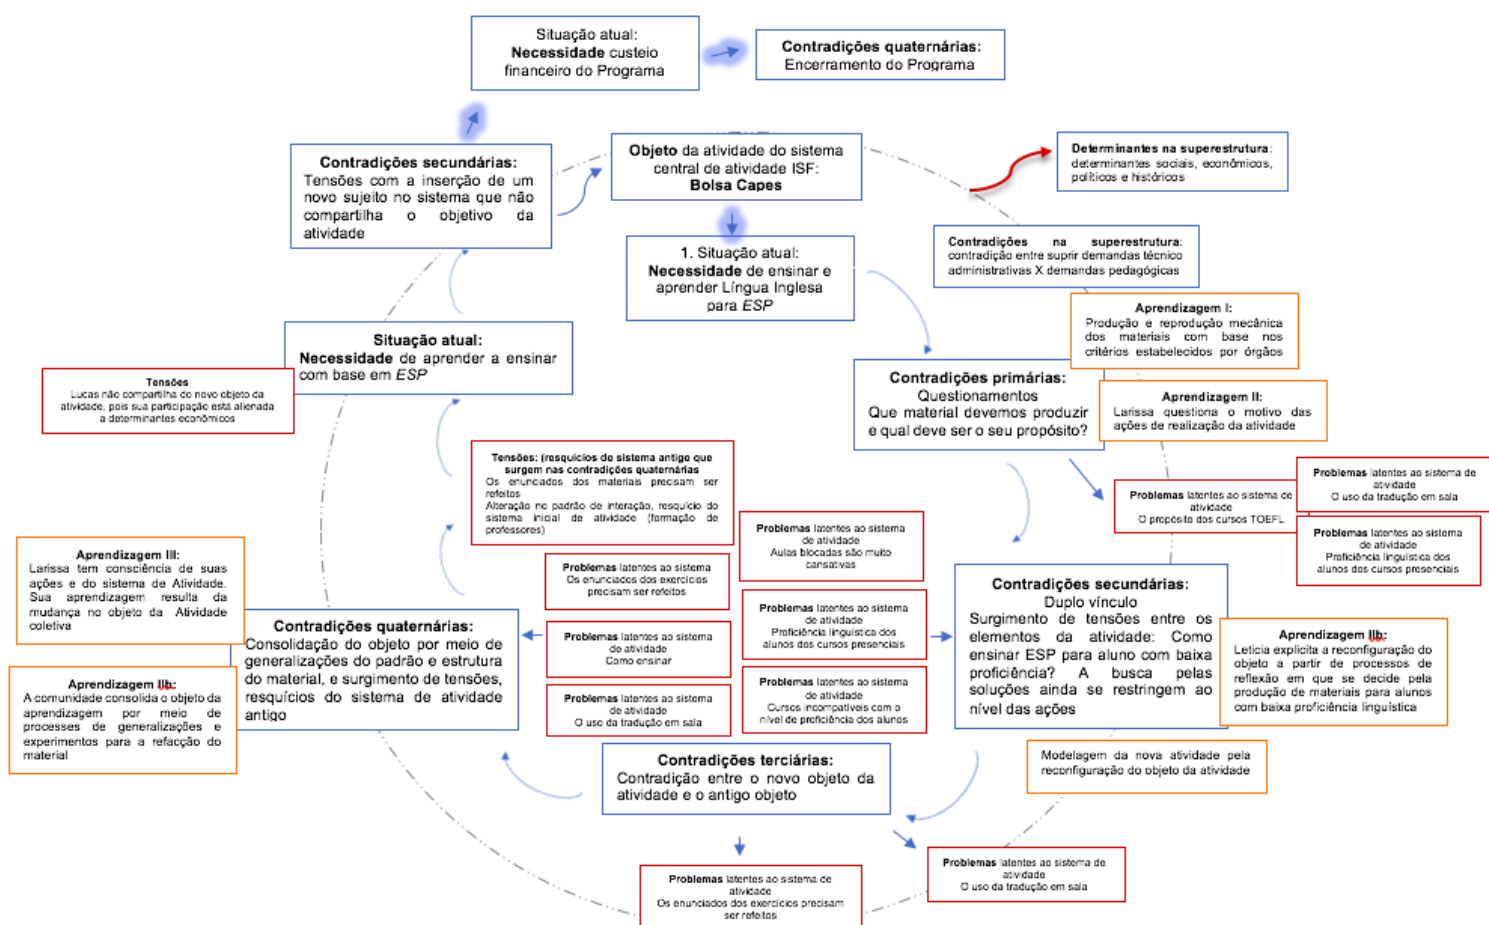 Situação atual:
Necessidade custeio
financeiro do Programa
Contradições quaternárias:
Encerramento do Programa
Contradições secundárias:
Tensões com a inserção de um
novo sujeito no sistema que não
compartilha o objetivo da
atividade
Objeto da atividade do sistema
central de atividade ISF:
Bolsa Capes
Determinantes na superestrutura:
determinantes sociais, econômicos,
políticos e históricos
1. Situação atual:
Necessidade de ensinar e
aprender Língua Inglesa
para ESP
Contradições na superestrutura:
contradição entre suprir demandas técnico
administrativas X demandas pedagógicas
Aprendizagem I:
Produção e reprodução mecânica
dos materiais com base nos
critérios estabelecidos por órgãos
Situação atual:
Necessidade de aprender a ensinar
com base em ESP
Tensões
Lucas não compartilha do novo objeto da
atividade, pois sua participação está alienada
a determinantes econômicos
Contradições primárias:
Questionamentos
Que material devemos produzir
e qual deve ser o seu propósito?
Aprendizagem II:
Larissa questiona o motivo das
ações de realização da atividade
Tensões: (resquícios do sistema antigo que
surgem nas contradições quaternárias
Os enunciados dos materiais precisam ser
refeitos
Alteração no padrão de interação, resquício do
sistema inicial de atividade (formação de
professores)
Problemas latentes ao sistema de
atividade
O propósito dos cursos TOEFL
Problemas latentes ao sistema de
atividade
O uso da tradução em sala
Problemas latentes ao sistema
de atividade
Proficiência linguística dos
alunos dos cursos presenciais
Problemas latentes ao sistema
de atividade
Aulas blocadas são muito
cansativas
Problemas latentes ao sistema
Os enunciados dos exercícios
precisam ser refeitos
Aprendizagem III:
Larissa tem consciência de suas
ações e do sistema de Atividade.
Sua aprendizagem resulta da
mudança no objeto da Atividade
coletiva
Contradições secundárias:
Duplo vínculo
Surgimento de tensões entre os
elementos da atividade: Como
ensinar ESP para aluno com baixa
proficiência? A busca pelas
soluções ainda se restringem ao
nível das ações
Problemas latentes ao sistema
de atividade
Proficiência linguística dos
alunos dos cursos presenciais
Contradições quaternárias:
Consolidação do objeto por meio de
generalizações do padrão e estrutura
do material, e surgimento de tensões,
resquícios do sistema de atividade
antigo
Problemas latentes ao sistema
de atividade
Como ensinar
Aprendizagem IIb:
Leticia explicita a reconfiguração do
objeto a partir de processos de
reflexão em que se decide pela
produção de materiais para alunos
com baixa proficiência linguística
Aprendizagem IIb:
A comunidade consolida o objeto da
aprendizagem por meio de
processos de generalizações e
experimentos para a refacção do
material
Problemas latentes ao sistema
de atividade
O uso da tradução em sala
Problemas latentes ao sistema
de atividade
Cursos incompatíveis com o
nível de proficiência dos alunos
Contradições terciárias:
Contradição entre o novo objeto da
atividade e o antigo objeto
Modelagem da nova atividade pela
reconfiguração do objeto da atividade
Problemas latentes ao sistema de
atividade
O uso da tradução em sala
Problemas latentes ao sistema de
atividade
Os enunciados dos exercícios precisam
ser refeitos